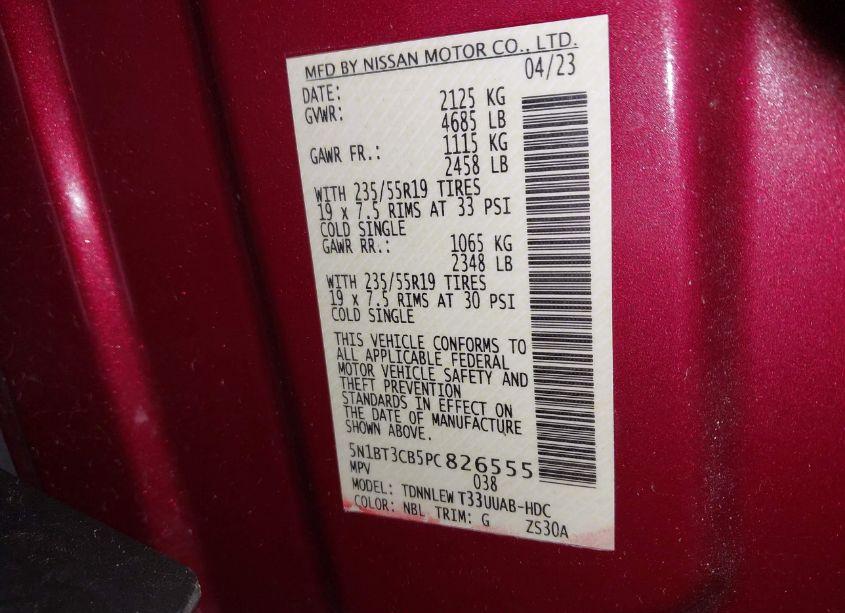 MFD BY NISSAN MOTOR CO., LTD.
DATE: 04/23
GVWR: 2125 KG
4685 LB
GAWR FR.: 1115 KG
2458 LB
WITH 235/55R19 TIRES
19 x 7.5 RIMS AT 33 PSI
COLD SINGLE
GAWR RR.: 1065 KG
2348 LB
WITH 235/55R19 TIRES
19 x 7.5 RIMS AT 30 PSI
COLD SINGLE
THIS VEHICLE CONFORMS TO
ALL APPLICABLE FEDERAL
MOTOR VEHICLE SAFETY AND
THEFT PREVENTION
STANDARDS IN EFFECT ON
THE DATE OF MANUFACTURE
SHOWN ABOVE.
5N1BT3CB5PC826555
MPV 038
MODEL: TDNNLEW T33UUAB-HDC
COLOR: NBL TRIM: G ZS30A